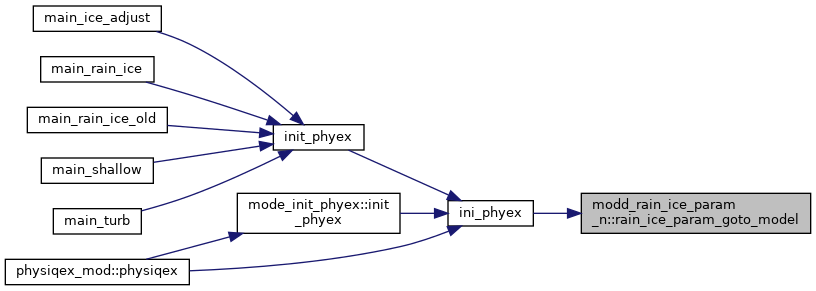 main_ice_adjust
main_rain_ice
main_rain_ice_old
main_shallow
main_turb
physiqex_mod::physiqex
init_phyex
mode_init_phyex::init
_phyex
ini_phyex
modd_rain_ice_param
_n::rain_ice_param_goto_model